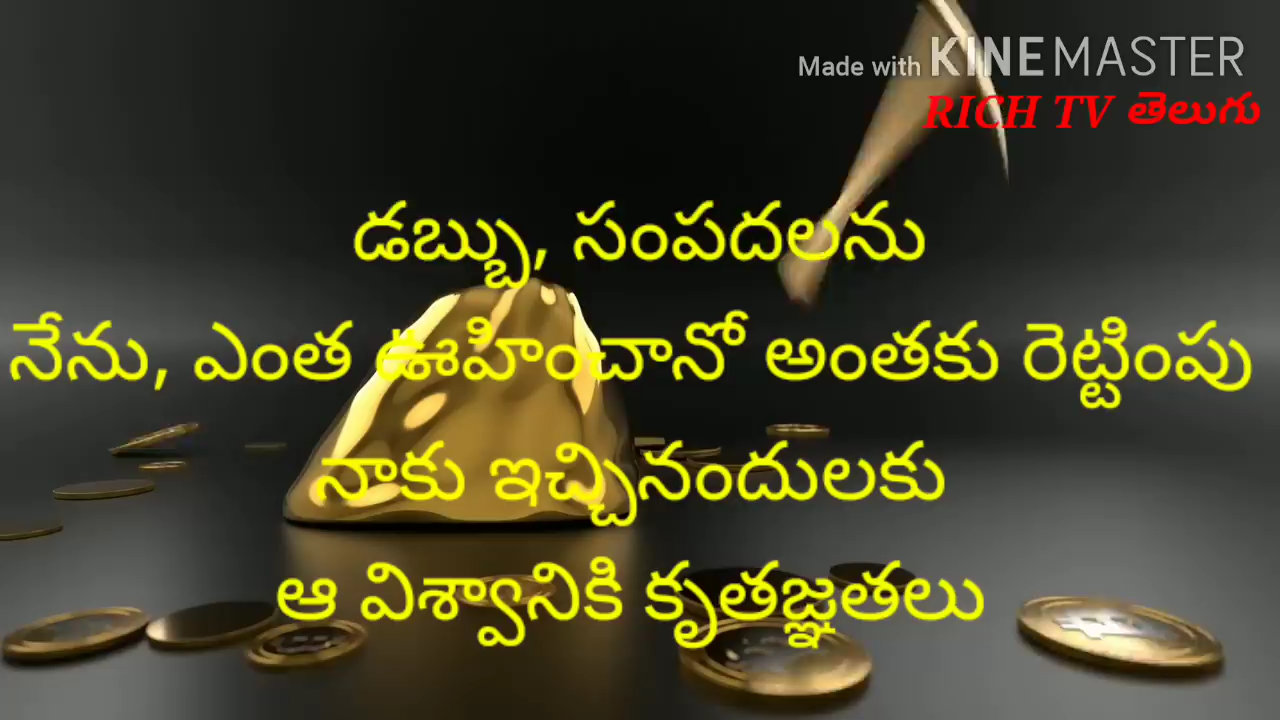 Made with KINEMASTER
RICH TV తెలుగు
డబ్బు, సంపదలను
నేను, ఎంత ఊహించానో అంతకు రెట్టింపు
నాకు ఇచ్చినందులకు
ఆ విశ్వానికి కృతజ్ఞతలు